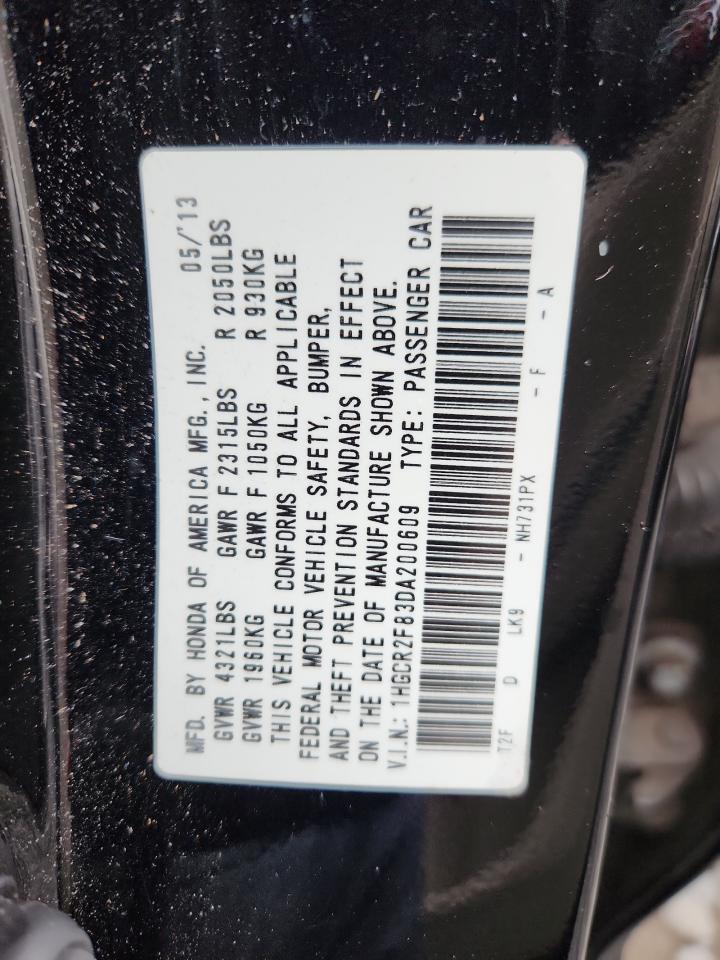 MFD. BY HONDA OF AMERICA MFG., INC. 05/'13
GVWR 4321LBS GAWR F 2315LBS R 2050LBS
GVWR 1960KG GAWR F 1050KG R 930KG
THIS VEHICLE CONFORMS TO ALL APPLICABLE
FEDERAL MOTOR VEHICLE SAFETY, BUMPER,
AND THEFT PREVENTION STANDARDS IN EFFECT
ON THE DATE OF MANUFACTURE SHOWN ABOVE.
V.I.N.: 1HGCR2F83DA200609 TYPE: PASSENGER CAR
T2F D LK9 - NH731PX - F - A